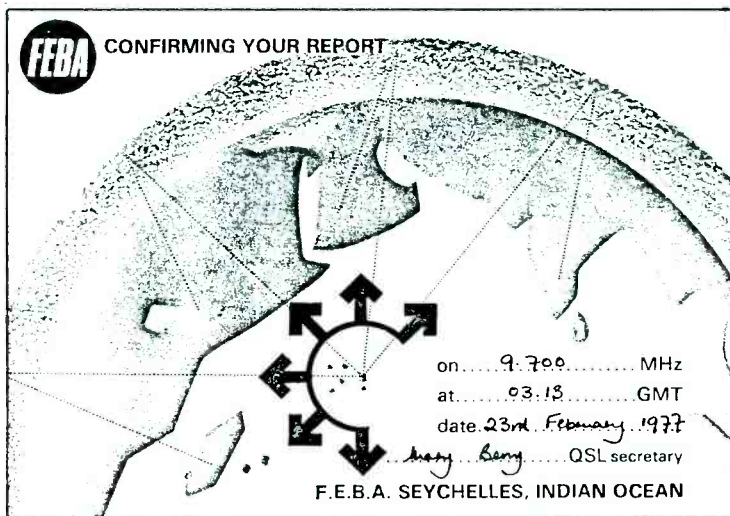 FEBA
CONFIRMING YOUR REPORT
on.....9.700.........MHz
at.......03.13...........GMT
date.23rd.February.1977
Berry.......QSL secretary
F.E.B.A. SEYCHELLES, INDIAN OCEAN